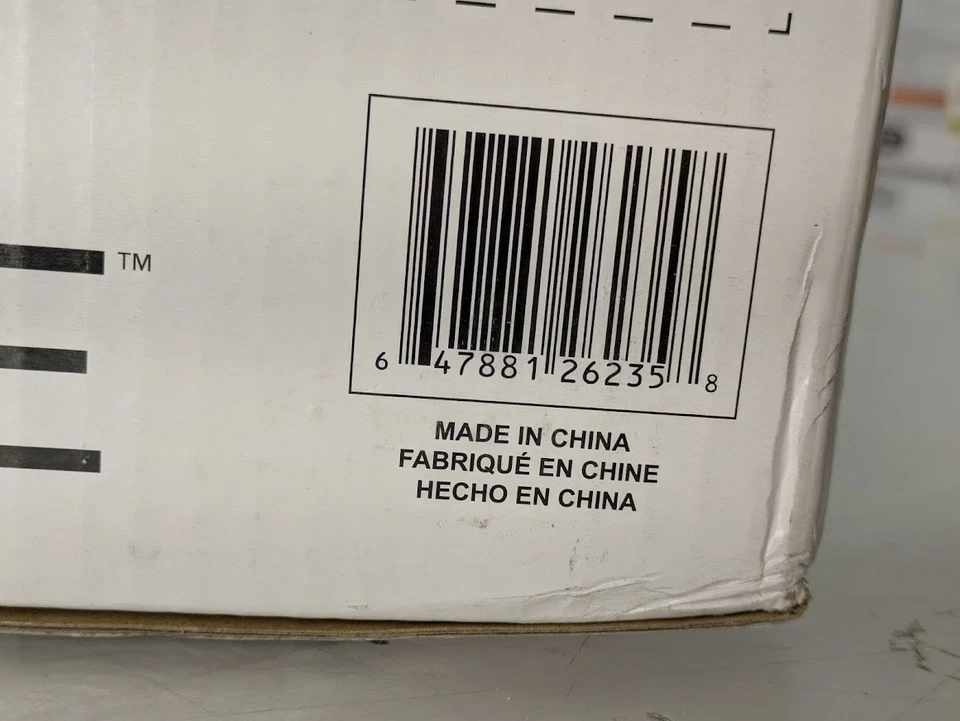 TM
6 47881 26235 8
MADE IN CHINA
FABRIQUÉ EN CHINE
HECHO EN CHINA